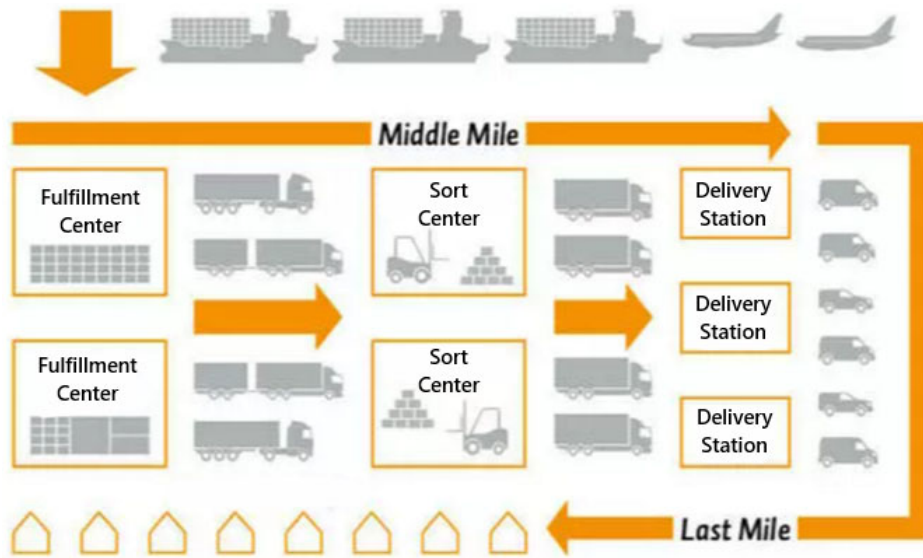 Middle Mile
Fulfillment
Center
Sort
Center
Delivery
Station
Delivery
Station
Fulfillment
Center
Sort
Center
Delivery
Station
Last Mile